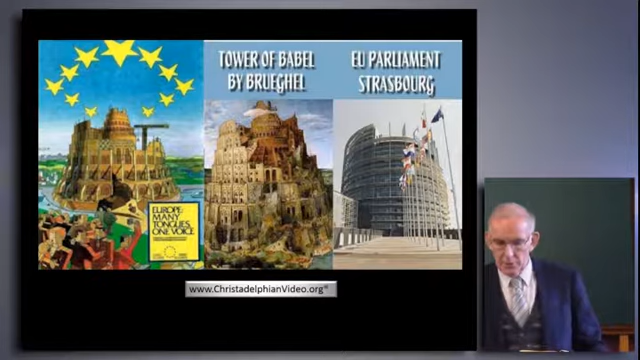 TOWER OF BABEL
BY BRUEGHEL
EU PARLIAMENT
STRASBOURG
EUROPE:
MANY
TONGUES
ONE VOICE
www.ChristadelphianVideo.org®